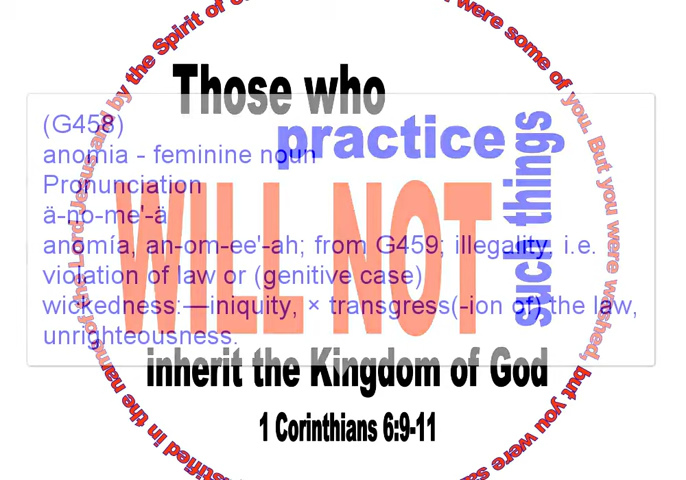 Those who
practice
such things
WILL NOT
inherit the Kingdom of God
1 Corinthians 6:9-11
(G458)
anomia - feminine noun
Pronunciation
ä-no-me'-ä
anomía, an-om-ee'-ah; from G459; illegality, i.e.
violation of law or (genitive case)
wickedness:—iniquity, × transgress(-ion of) the law,
unrighteousness.
were some of you. But you were washed, but you were
in the name of the Lord Jesus and by the Spirit of